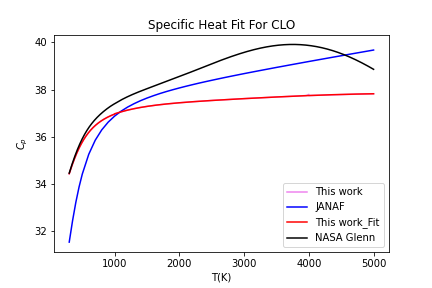 Specific Heat Fit For CLO
40
38
36
34
32
C_p
1000
2000
3000
4000
5000
T(K)
This work
JANAF
This work_Fit
NASA Glenn